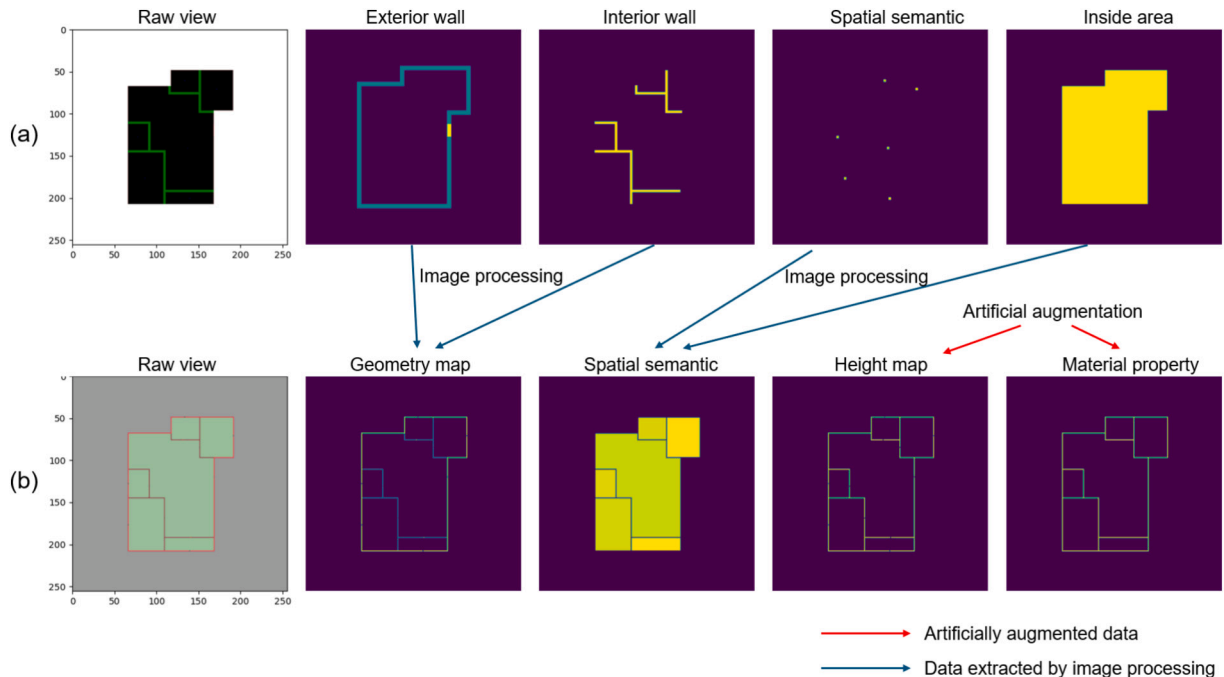 Raw view
Exterior wall
Interior wall
Spatial semantic
Inside area
(a)
0
50
100
150
200
250
0 50 100 150 200 250
Image processing
Image processing
Artificial augmentation
Raw view
Geometry map
Spatial semantic
Height map
Material property
(b)
0
50
100
150
200
250
0 50 100 150 200 250
Artificially augmented data
Data extracted by image processing